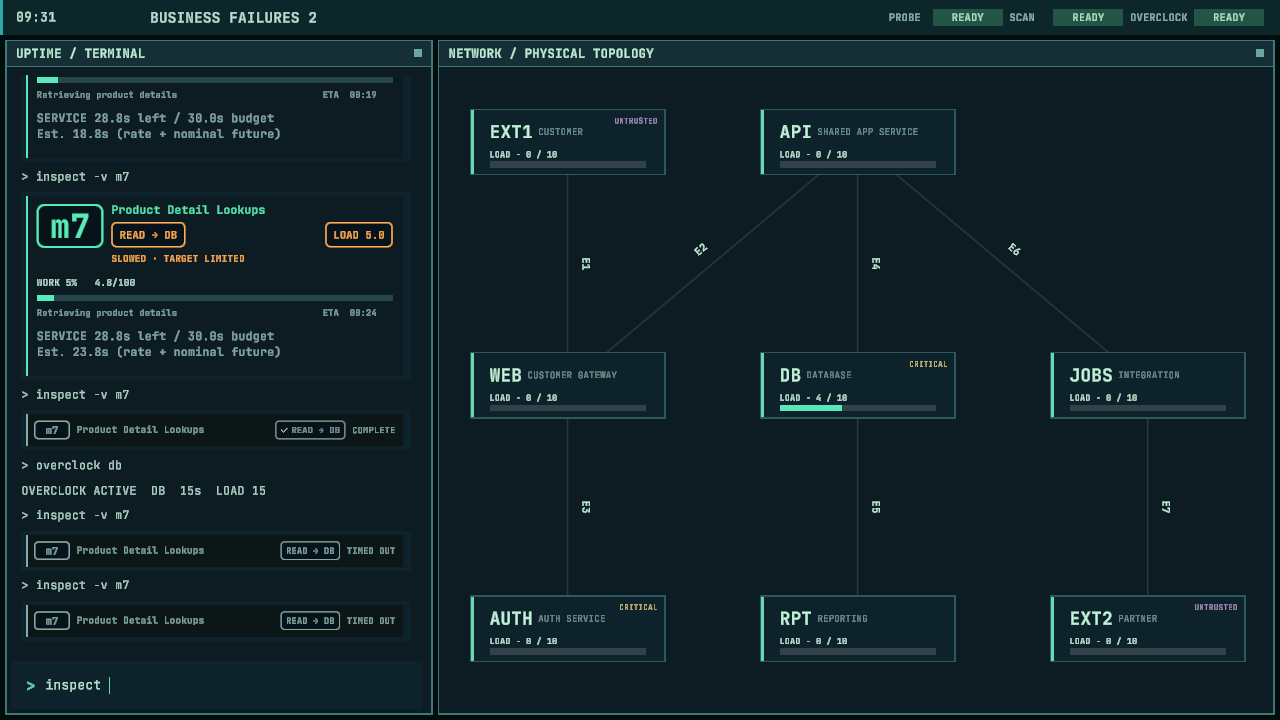 09:31 BUSINESS FAILURES 2 PROBE READY SCAN READY OVERCLOCK READY
UPTIME / TERMINAL
Retrieving product details ETA 00:19
SERVICE 28.8s left / 30.0s budget
Est. 18.8s (rate + nominal future)
> inspect -v m7
m7 Product Detail Lookups
READ → DB LOAD 5.0
SLOWED · TARGET LIMITED
WORK 5% 4.8/100
Retrieving product details ETA 00:24
SERVICE 28.8s left / 30.0s budget
Est. 23.8s (rate + nominal future)
> inspect -v m7
m7 Product Detail Lookups ✓ READ → DB COMPLETE
> overclock db
OVERCLOCK ACTIVE DB 15s LOAD 15
> inspect -v m7
m7 Product Detail Lookups READ → DB TIMED OUT
> inspect -v m7
m7 Product Detail Lookups READ → DB TIMED OUT
> inspect
NETWORK / PHYSICAL TOPOLOGY
UNTRUSTED
EXT1 CUSTOMER
LOAD - 0 / 10
API SHARED APP SERVICE
LOAD - 0 / 10
E1
E2
E4
E6
WEB CUSTOMER GATEWAY
LOAD - 0 / 10
CRITICAL
DB DATABASE
LOAD - 4 / 10
JOBS INTEGRATION
LOAD - 0 / 10
E3
E5
E7
CRITICAL
AUTH AUTH SERVICE
LOAD - 0 / 10
RPT REPORTING
LOAD - 0 / 10
UNTRUSTED
EXT2 PARTNER
LOAD - 0 / 10